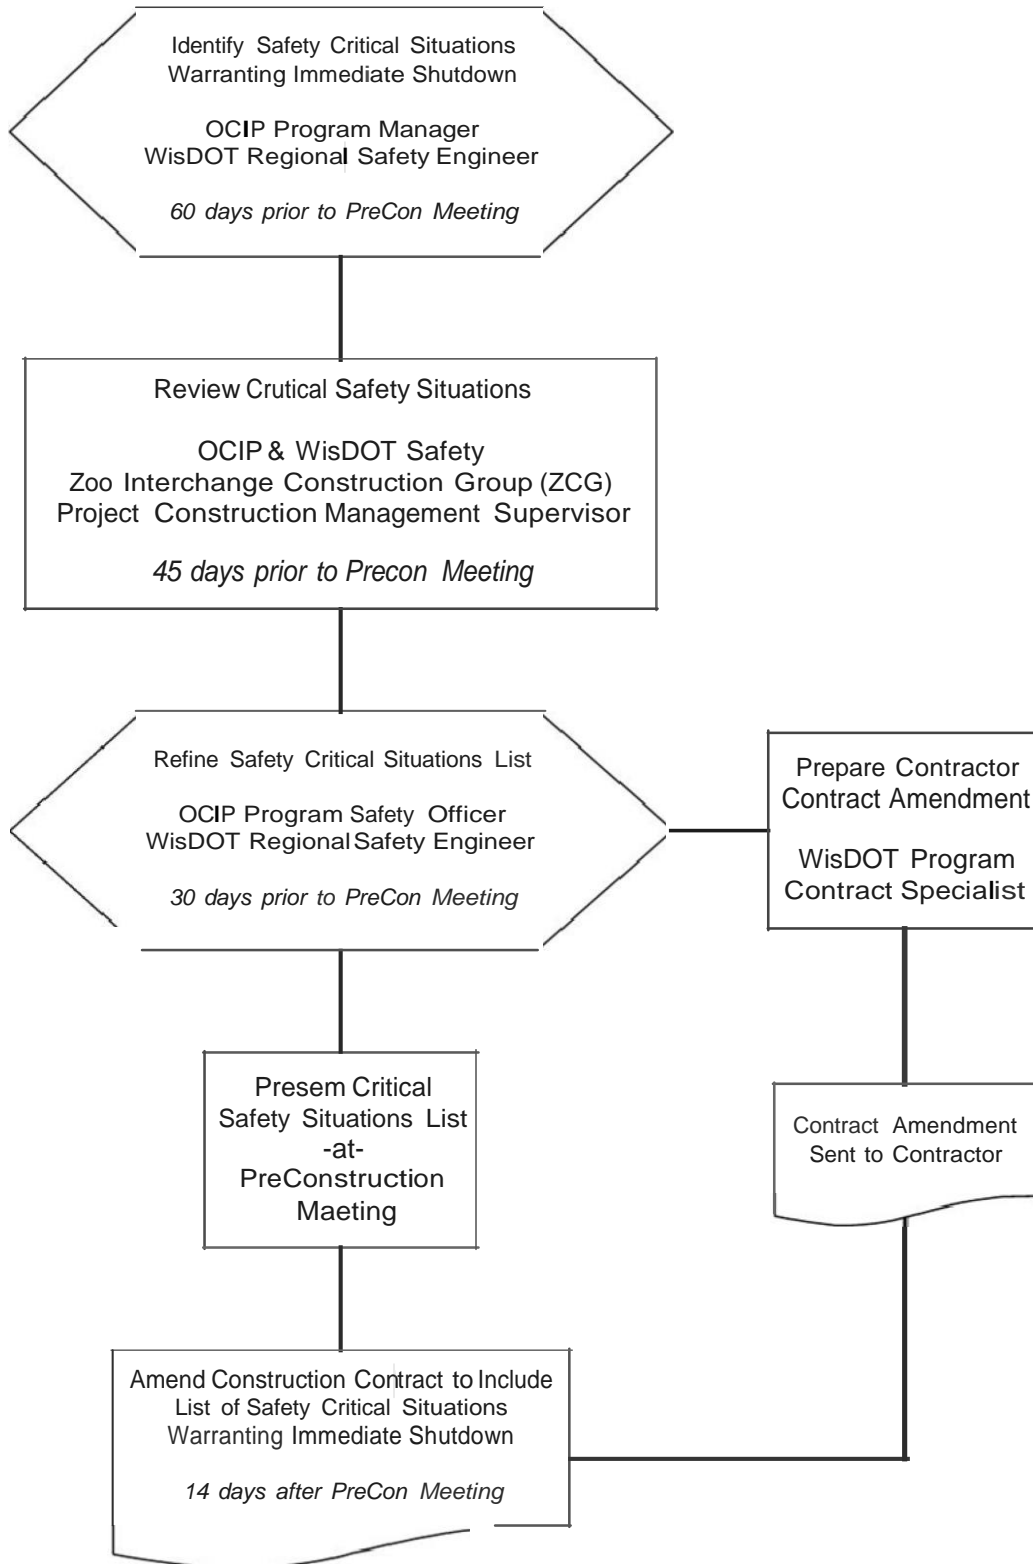 Identify Safety Critical Situations
Warranting Immediate Shutdown
OCIP Program Manager
WisDOT Regional Safety Engineer
60 days prior to PreCon Meeting
Review Crutical Safety Situations
OCIP & WisDOT Safety
Zoo Interchange Construction Group (ZCG)
Project Construction Management Supervisor
45 days prior to Precon Meeting
Refine Safety Critical Situations List
OCIP Program Safety Officer
WisDOT Regional Safety Engineer
30 days prior to PreCon Meeting
Prepare Contractor
Contract Amendment
WisDOT Program
Contract Specialist
Presem Critical
Safety Situations List
-at-
PreConstruction
Maeting
Contract Amendment
Sent to Contractor
Amend Construction Contract to Include
List of Safety Critical Situations
Warranting Immediate Shutdown
14 days after PreCon Meeting